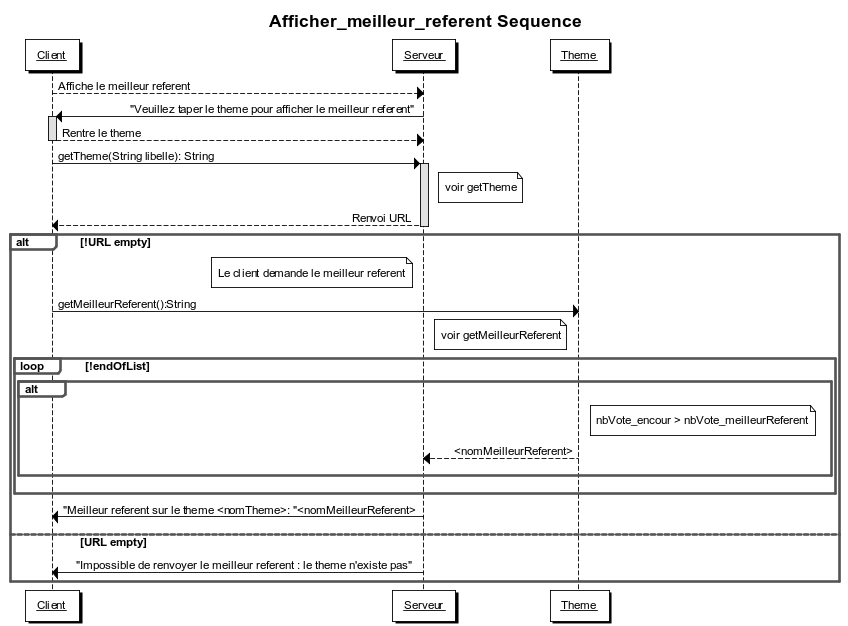 Afficher_meilleur_referent Sequence
Client
Serveur
Theme
Affiche le meilleur referent
"Veuillez taper le theme pour afficher le meilleur referent"
Rentre le theme
getTheme(String libelle): String
voir getTheme
Renvoi URL
alt [!URL empty]
Le client demande le meilleur referent
getMeilleurReferent():String
voir getMeilleurReferent
loop [!endOfList]
alt
nbVote_encour > nbVote_meilleurReferent
<nomMeilleurReferent>
"Meilleur referent sur le theme <nomTheme>: "<nomMeilleurReferent>
[URL empty]
"Impossible de renvoyer le meilleur referent : le theme n'existe pas"
Client
Serveur
Theme